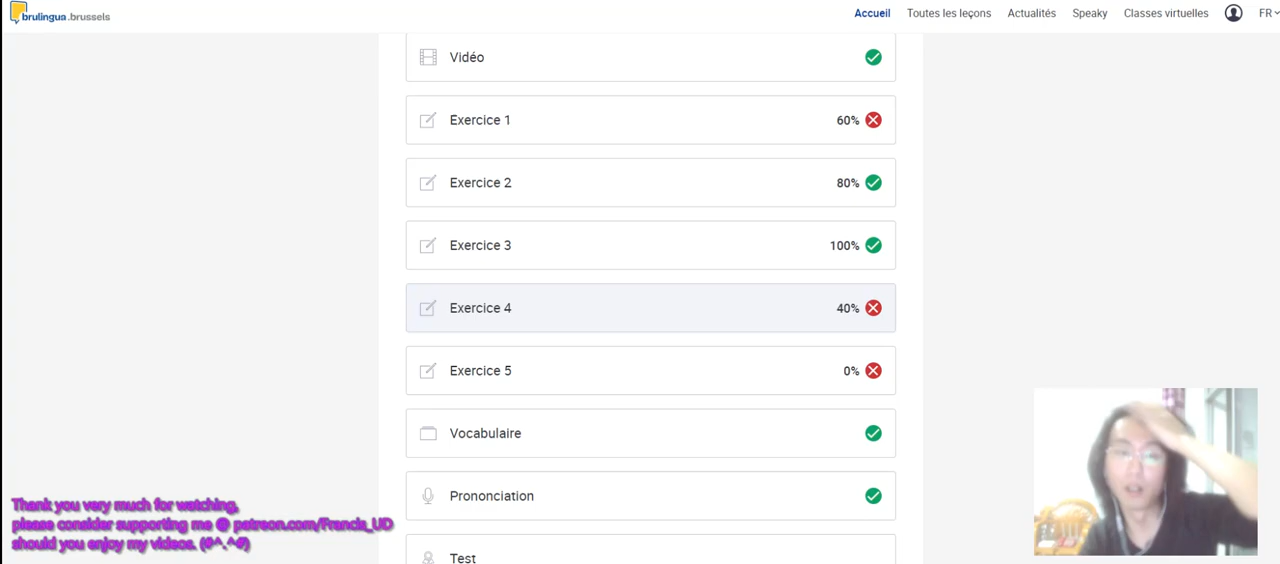 brulingua.brussels
Accueil
Toutes les leçons
Actualités
Speaky
Classes virtuelles
FR
Vidéo
Exercice 1
60%
Exercice 2
80%
Exercice 3
100%
Exercice 4
40%
Exercice 5
0%
Vocabulaire
Prononciation
Test
Thank you very much for watching,
please consider supporting me @ patreon.com/Francis_UD
should you enjoy my videos. (#^.^#)